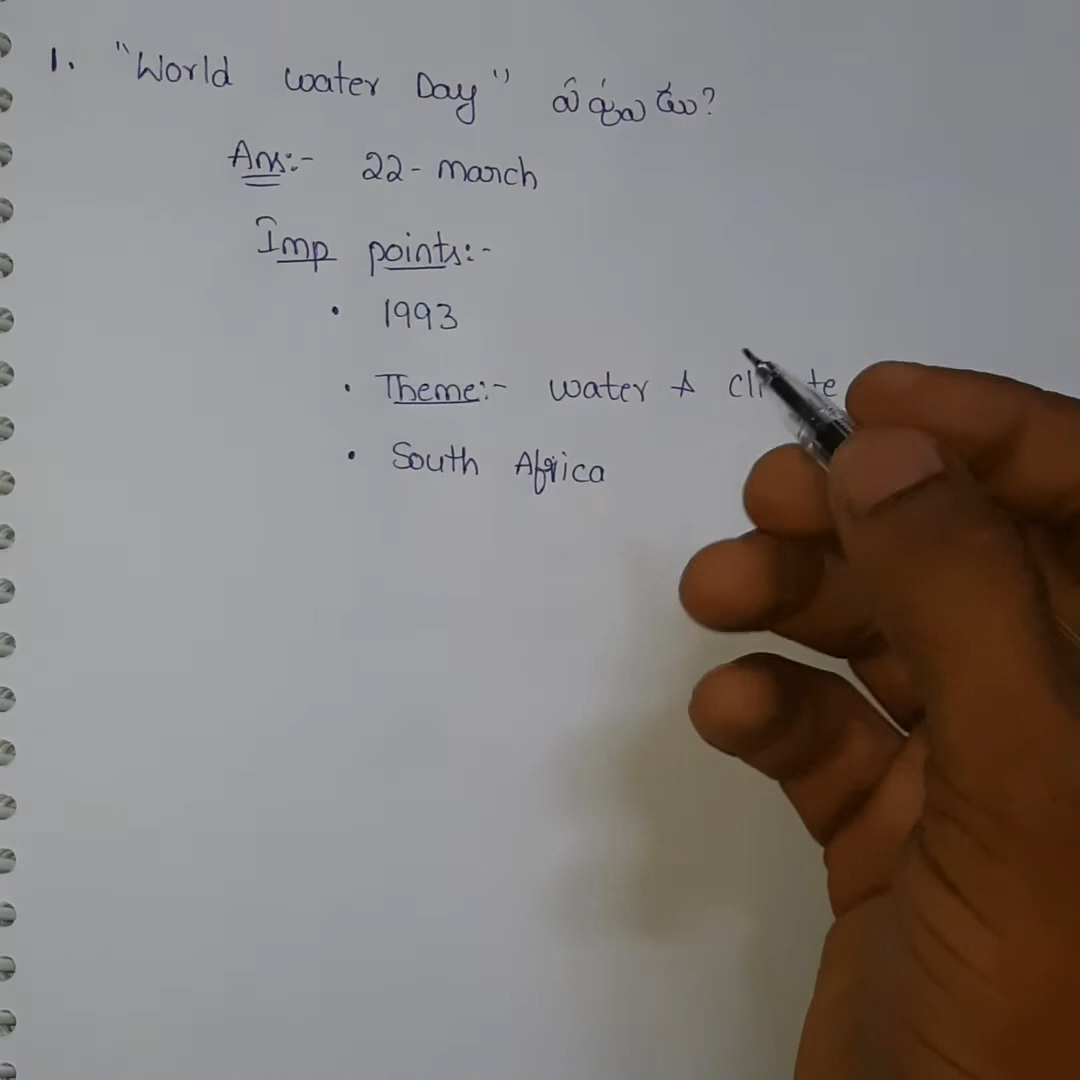 1. "World water Day" ఎప్పుడు?
Ans:- 22- march
Imp points:-
• 1993
• Theme:- water &
• South Africa